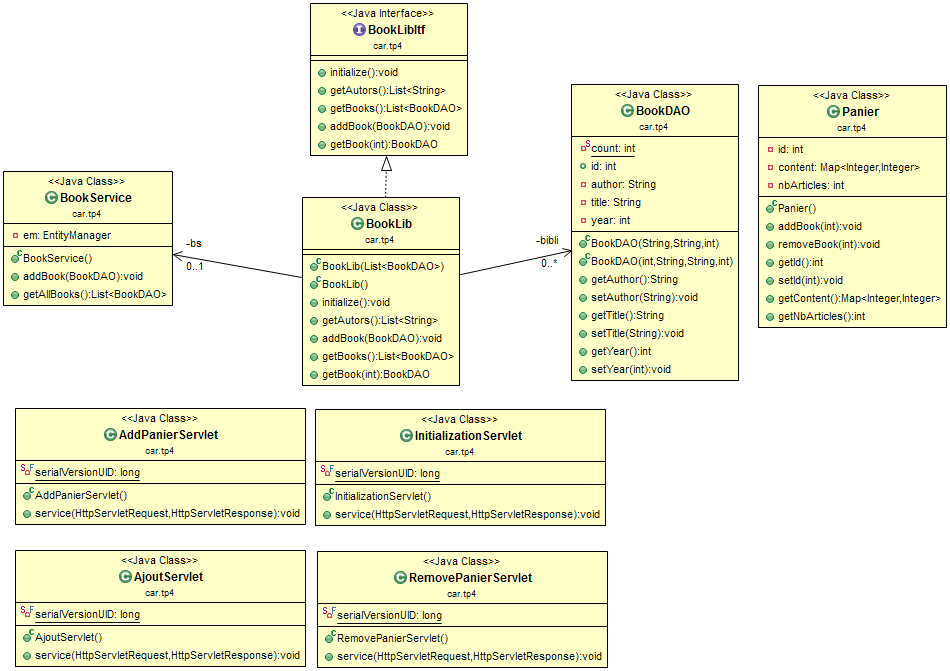 <<Java Interface>>
BookLibItf
car.tp4
initialize():void
getAutors():List<String>
getBooks():List<BookDAO>
addBook(BookDAO):void
getBook(int):BookDAO
<<Java Class>>
BookService
car.tp4
em: EntityManager
BookService()
addBook(BookDAO):void
getAllBooks():List<BookDAO>
-bs
0..1
<<Java Class>>
BookLib
car.tp4
BookLib(List<BookDAO>)
BookLib()
initialize():void
getAutors():List<String>
addBook(BookDAO):void
getBooks():List<BookDAO>
getBook(int):BookDAO
-bibli
0..*
<<Java Class>>
BookDAO
car.tp4
count: int
id: int
author: String
title: String
year: int
BookDAO(String,String,int)
BookDAO(int,String,String,int)
getAuthor():String
setAuthor(String):void
getTitle():String
setTitle(String):void
getYear():int
setYear(int):void
<<Java Class>>
Panier
car.tp4
id: int
content: Map<Integer,Integer>
nbArticles: int
Panier()
addBook(int):void
removeBook(int):void
getId():int
setId(int):void
getContent():Map<Integer,Integer>
getNbArticles():int
<<Java Class>>
AddPanierServlet
car.tp4
serialVersionUID: long
AddPanierServlet()
service(HttpServletRequest,HttpServletResponse):void
<<Java Class>>
InitializationServlet
car.tp4
serialVersionUID: long
InitializationServlet()
service(HttpServletRequest,HttpServletResponse):void
<<Java Class>>
AjoutServlet
car.tp4
serialVersionUID: long
AjoutServlet()
service(HttpServletRequest,HttpServletResponse):void
<<Java Class>>
RemovePanierServlet
car.tp4
serialVersionUID: long
RemovePanierServlet()
service(HttpServletRequest,HttpServletResponse):void